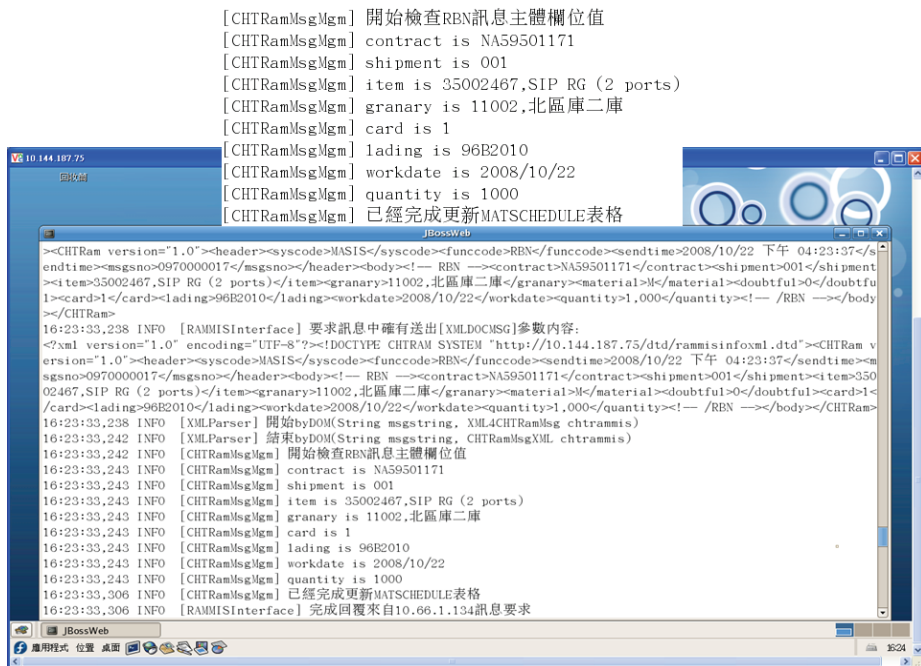 [CHTRamMsgMgm] 開始檢查RBN訊息主體欄位值
[CHTRamMsgMgm] contract is NA59501171
[CHTRamMsgMgm] shipment is 001
[CHTRamMsgMgm] item is 35002467,SIP RG (2 ports)
[CHTRamMsgMgm] granary is 11002,北區庫二庫
[CHTRamMsgMgm] card is 1
[CHTRamMsgMgm] lading is 96B2010
[CHTRamMsgMgm] workdate is 2008/10/22
[CHTRamMsgMgm] quantity is 1000
[CHTRamMsgMgm] 已經完成更新MATSCHEDULE表格
10.144.187.75
回收筒
JBossWeb
><CHTRam version="1.0"><header><syscode>MASIS</syscode><funccode>RBN</funccode><sendtime>2008/10/22 下午 04:23:37</s
endtime><msgsno>0970000017</msgsno></header><body><!-- RBN --><contract>NA59501171</contract><shipment>001</shipment
><item>35002467,SIP RG (2 ports)</item><granary>11002,北區庫二庫</granary><material>M</material><doubtful>0</doubtfu
l><card>1</card><lading>96B2010</lading><workdate>2008/10/22</workdate><quantity>1,000</quantity><!-- /RBN --></body
></CHTRam>
16:23:33,238 INFO [RAMMISInterface] 要求訊息中確有送出[XMLDOCMSG]參數內容:
<?xml version="1.0" encoding="UTF-8"?><!DOCTYPE CHTRAM SYSTEM "http://10.144.187.75/dtd/rammisinfoxml.dtd"><CHTRam v
ersion="1.0"><header><syscode>MASIS</syscode><funccode>RBN</funccode><sendtime>2008/10/22 下午 04:23:37</sendtime><m
sgsno>0970000017</msgsno></header><body><!-- RBN --><contract>NA59501171</contract><shipment>001</shipment><item>350
02467,SIP RG (2 ports)</item><granary>11002,北區庫二庫</granary><material>M</material><doubtful>0</doubtful><card>1<
/card><lading>96B2010</lading><workdate>2008/10/22</workdate><quantity>1,000</quantity><!-- /RBN --></body></CHTRam>
16:23:33,238 INFO [XMLParser] 開始byDOM(String msgstring, XML4CHTRamMsg chtrammis)
16:23:33,242 INFO [XMLParser] 結束byDOM(String msgstring, CHTRamMsgXML chtrammis)
16:23:33,242 INFO [CHTRamMsgMgm] 開始檢查RBN訊息主體欄位值
16:23:33,243 INFO [CHTRamMsgMgm] contract is NA59501171
16:23:33,243 INFO [CHTRamMsgMgm] shipment is 001
16:23:33,243 INFO [CHTRamMsgMgm] item is 35002467,SIP RG (2 ports)
16:23:33,243 INFO [CHTRamMsgMgm] granary is 11002,北區庫二庫
16:23:33,243 INFO [CHTRamMsgMgm] card is 1
16:23:33,243 INFO [CHTRamMsgMgm] lading is 96B2010
16:23:33,243 INFO [CHTRamMsgMgm] workdate is 2008/10/22
16:23:33,243 INFO [CHTRamMsgMgm] quantity is 1000
16:23:33,306 INFO [CHTRamMsgMgm] 已經完成更新MATSCHEDULE表格
16:23:33,306 INFO [RAMMISInterface] 完成回覆來自10.66.1.134訊息要求
JBossWeb
應用程式 位置 桌面
1624